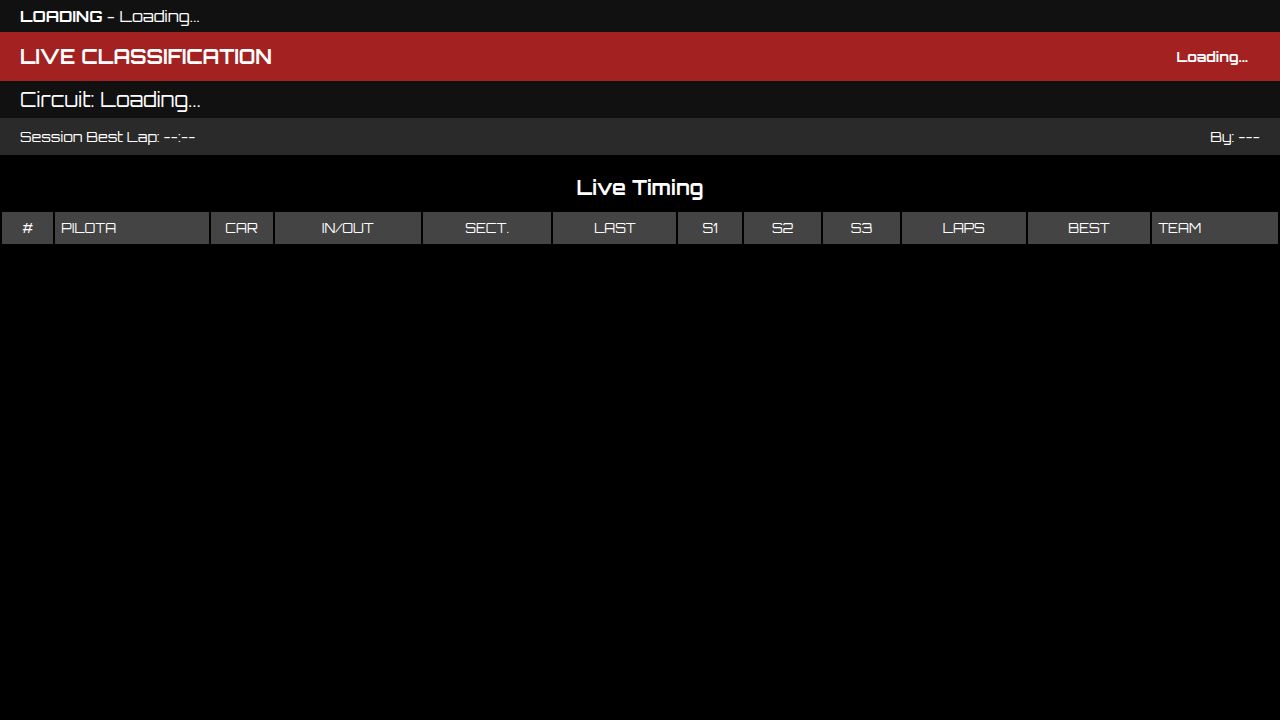 LOADING - Loading...
LIVE CLASSIFICATION Loading...
Circuit: Loading...
Session Best Lap: --:-- By: ---
Live Timing
# PILOTA CAR IN/OUT SECT. LAST S1 S2 S3 LAPS BEST TEAM